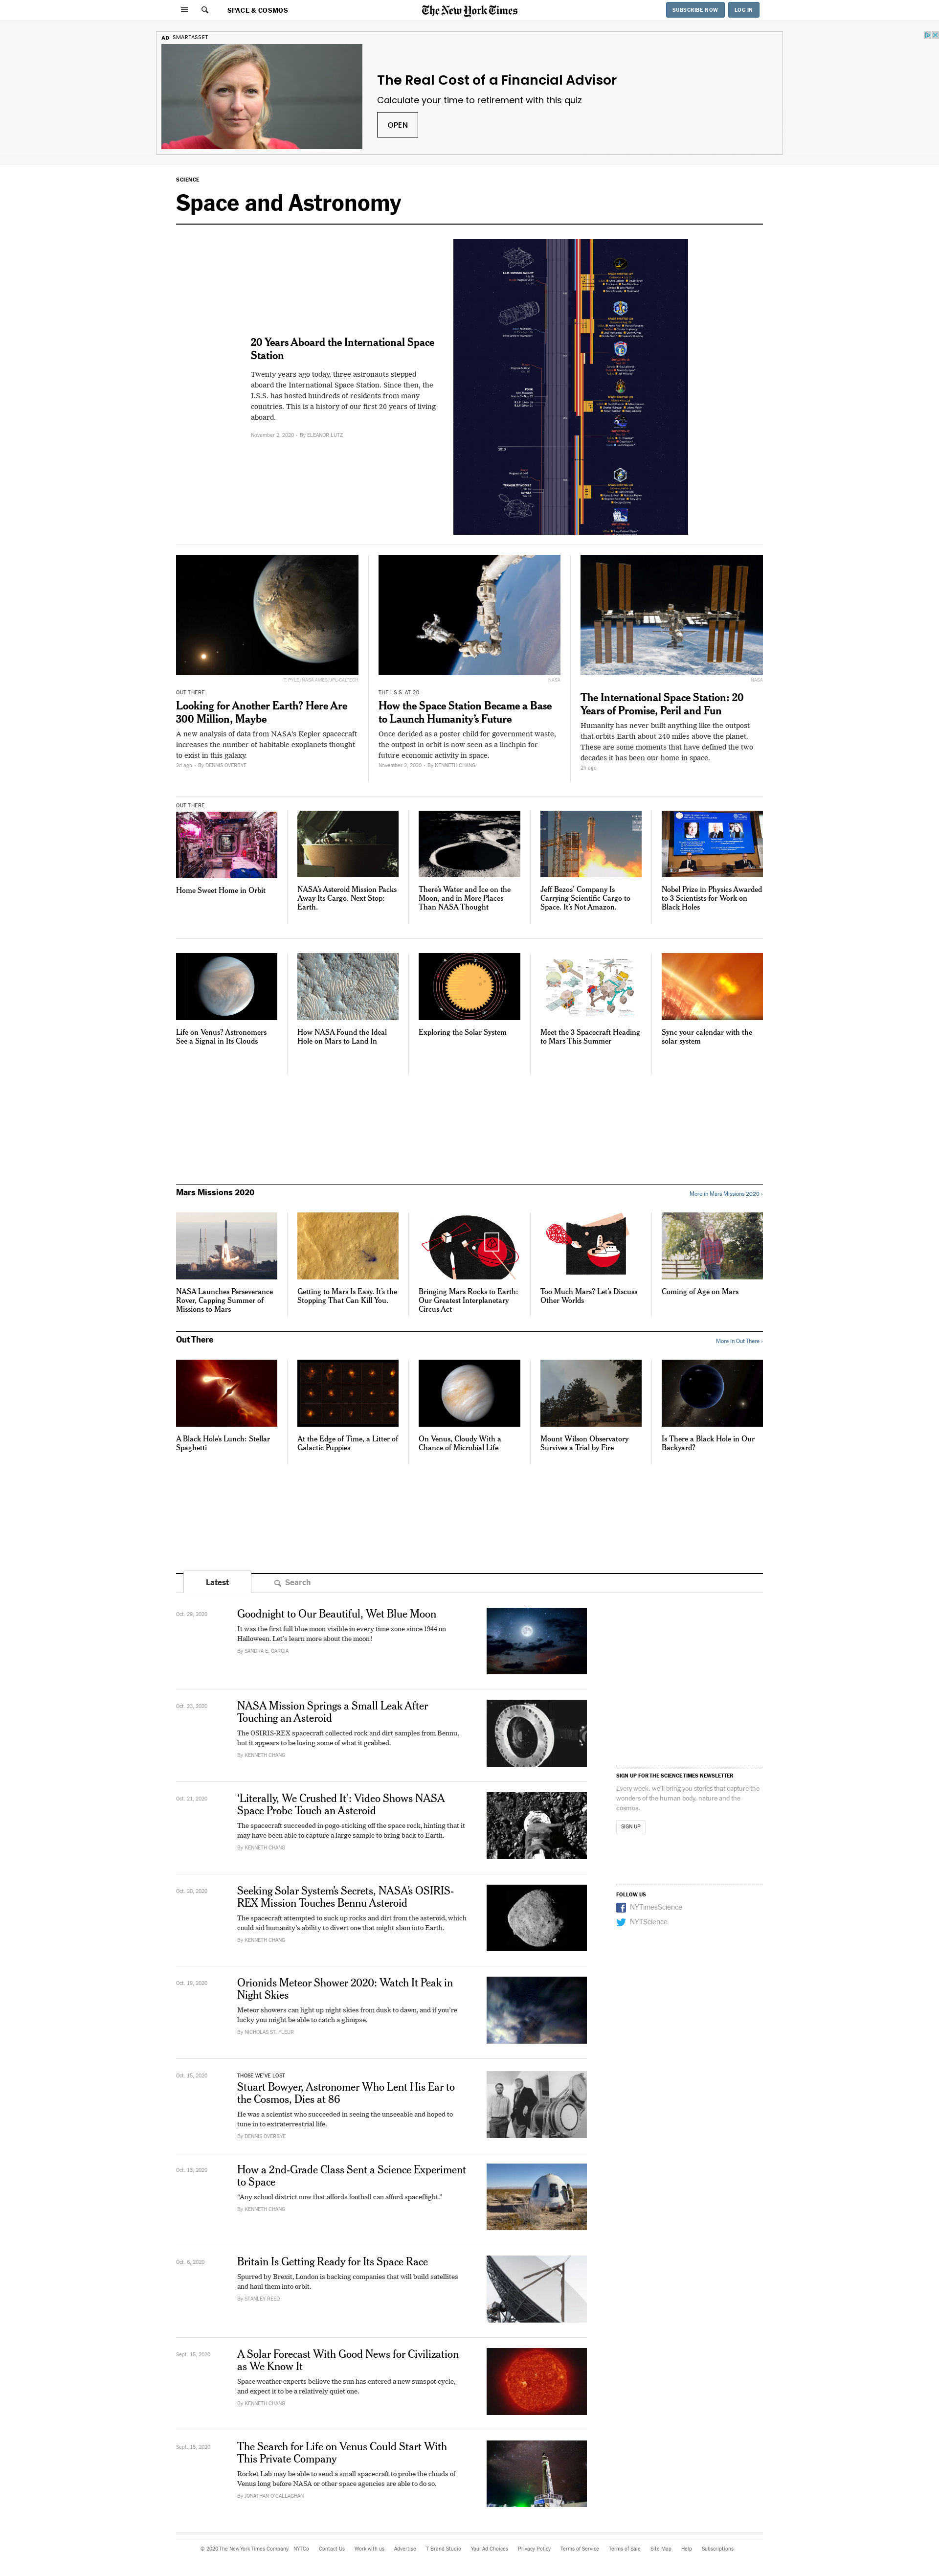 SPACE & COSMOS
The New York Times
SUBSCRIBE NOW
LOG IN
AD SMARTASSET
The Real Cost of a Financial Advisor
Calculate your time to retirement with this quiz
OPEN
SCIENCE
Space and Astronomy
20 Years Aboard the International Space
Station
Twenty years ago today, three astronauts stepped
aboard the International Space Station. Since then, the
I.S.S. has hosted hundreds of residents from many
countries. This is a history of our first 20 years of living
aboard.
November 2, 2020 - By ELEANOR LUTZ
T. PYLE, NASA AMES/JPL-CALTECH
OUT THERE
Looking for Another Earth? Here Are
300 Million, Maybe
A new analysis of data from NASA's Kepler spacecraft
increases the number of habitable exoplanets thought
to exist in this galaxy.
2d ago - By DENNIS OVERBYE
NASA
THE I.S.S. AT 20
How the Space Station Became a Base
to Launch Humanity's Future
Once derided as a poster child for government waste,
the outpost in orbit is now seen as a linchpin for
future economic activity in space.
November 2, 2020 - By KENNETH CHANG
NASA
The International Space Station: 20
Years of Promise, Peril and Fun
Humanity has never built anything like the outpost
that orbits Earth about 240 miles above the planet.
These are some moments that have defined the two
decades it has been our home in space.
2h ago
OUT THERE
Home Sweet Home in Orbit
NASA's Asteroid Mission Packs
Away Its Cargo. Next Stop:
Earth.
There's Water and Ice on the
Moon, and in More Places
Than NASA Thought
Jeff Bezos' Company Is
Carrying Scientific Cargo to
Space. It's Not Amazon.
Nobel Prize in Physics Awarded
to 3 Scientists for Work on
Black Holes
Life on Venus? Astronomers
See a Signal in Its Clouds
How NASA Found the Ideal
Hole on Mars to Land In
Exploring the Solar System
Meet the 3 Spacecraft Heading
to Mars This Summer
Sync your calendar with the
solar system
Mars Missions 2020
More in Mars Missions 2020 ›
NASA Launches Perseverance
Rover, Capping Summer of
Missions to Mars
Getting to Mars Is Easy. It's the
Stopping That Can Kill You.
Bringing Mars Rocks to Earth:
Our Greatest Interplanetary
Circus Act
Too Much Mars? Let's Discuss
Other Worlds
Coming of Age on Mars
Out There
More in Out There ›
A Black Hole's Lunch: Stellar
Spaghetti
At the Edge of Time, a Litter of
Galactic Puppies
On Venus, Cloudy With a
Chance of Microbial Life
Mount Wilson Observatory
Survives a Trial by Fire
Is There a Black Hole in Our
Backyard?
Latest
Search
Oct. 29, 2020
Goodnight to Our Beautiful, Wet Blue Moon
It was the first full blue moon visible in every time zone since 1944 on
Halloween. Let's learn more about the moon!
By SANDRA E. GARCIA
Oct. 23, 2020
NASA Mission Springs a Small Leak After
Touching an Asteroid
The OSIRIS-REX spacecraft collected rock and dirt samples from Bennu,
but it appears to be losing some of what it grabbed.
By KENNETH CHANG
Oct. 21, 2020
‘Literally, We Crushed It’: Video Shows NASA
Space Probe Touch an Asteroid
The spacecraft succeeded in pogo-sticking off the space rock, hinting that it
may have been able to capture a large sample to bring back to Earth.
By KENNETH CHANG
Oct. 20, 2020
Seeking Solar System's Secrets, NASA's OSIRIS-
REX Mission Touches Bennu Asteroid
The spacecraft attempted to suck up rocks and dirt from the asteroid, which
could aid humanity's ability to divert one that might slam into Earth.
By KENNETH CHANG
Oct. 19, 2020
Orionids Meteor Shower 2020: Watch It Peak in
Night Skies
Meteor showers can light up night skies from dusk to dawn, and if you're
lucky you might be able to catch a glimpse.
By NICHOLAS ST. FLEUR
Oct. 15, 2020
THOSE WE'VE LOST
Stuart Bowyer, Astronomer Who Lent His Ear to
the Cosmos, Dies at 86
He was a scientist who succeeded in seeing the unseeable and hoped to
tune in to extraterrestrial life.
By DENNIS OVERBYE
Oct. 13, 2020
How a 2nd-Grade Class Sent a Science Experiment
to Space
“Any school district now that affords football can afford spaceflight.”
By KENNETH CHANG
Oct. 9, 2020
Britain Is Getting Ready for Its Space Race
Spurred by Brexit, London is backing companies that will build satellites
and haul them into orbit.
By STANLEY REED
Sept. 15, 2020
A Solar Forecast With Good News for Civilization
as We Know It
Space weather experts believe the sun has entered a new sunspot cycle,
and expect it to be a relatively quiet one.
By KENNETH CHANG
Sept. 15, 2020
The Search for Life on Venus Could Start With
This Private Company
Rocket Lab may be able to send a small spacecraft to probe the clouds of
Venus long before NASA or other space agencies are able to do so.
By JONATHAN O'CALLAGHAN
SIGN UP FOR THE SCIENCE TIMES NEWSLETTER
Every week, we'll bring you stories that capture the
wonders of the human body, nature and the
cosmos.
SIGN UP
FOLLOW US
NYTimesScience
NYTScience
© 2020 The New York Times Company NYTCo Contact Us Work with us Advertise T Brand Studio Your Ad Choices Privacy Policy Terms of Service Terms of Sale Site Map Help Subscriptions